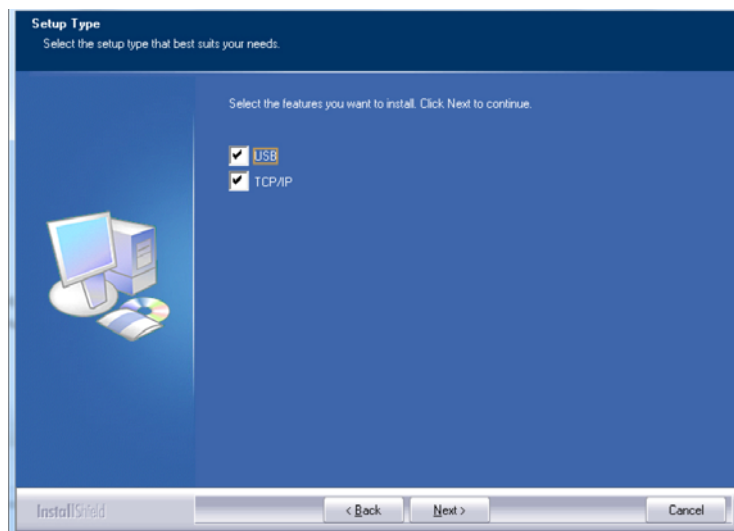 Setup Type
Select the setup type that best suits your needs.
Select the features you want to install. Click Next to continue.
USB
TCP/IP
InstallShield
< Back
Next >
Cancel